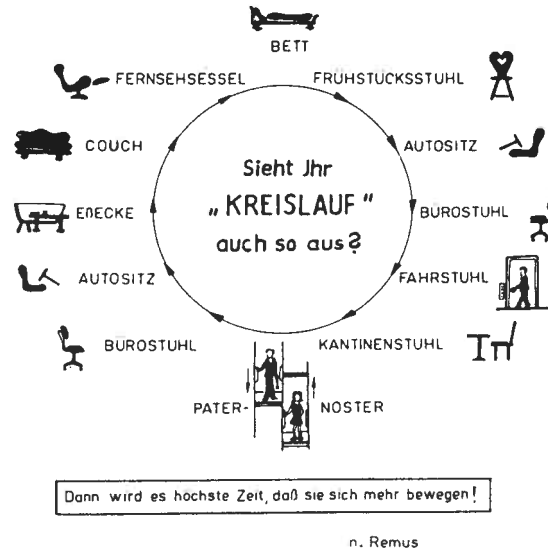 BETT
FERNSEHSESSEL
FRÜHSTÜCKSSTUHL
COUCH
AUTOSITZ
Sieht Jhr
„KREISLAUF“
auch so aus?
EßECKE
BÜROSTUHL
AUTOSITZ
FAHRSTUHL
BÜROSTUHL
KANTINENSTUHL
PATER-NOSTER
Dann wird es höchste Zeit, daß sie sich mehr bewegen!
n. Remus